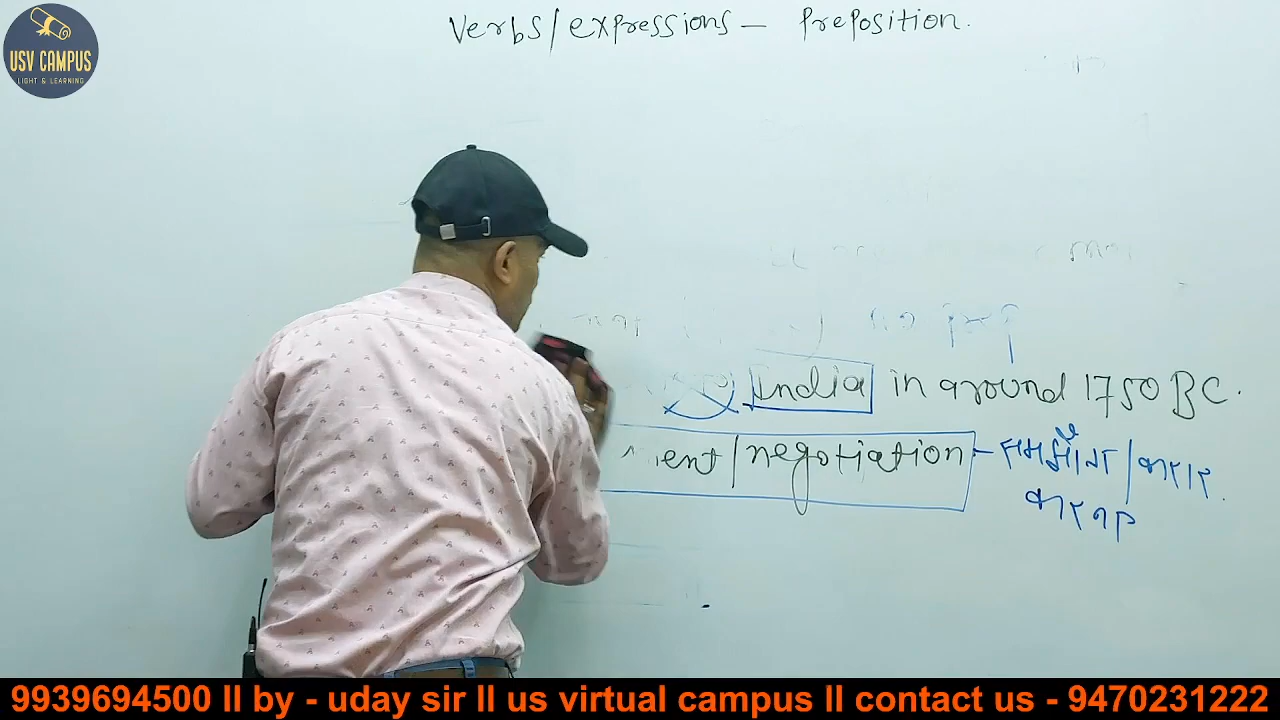 USV CAMPUS
LIGHT & LEARNING
Verbs/expressions – Preposition.
India in around 1750 BC.
ent/negotiation – समझौता/करार
करना
9939694500 II by - uday sir II us virtual campus II contact us - 9470231222